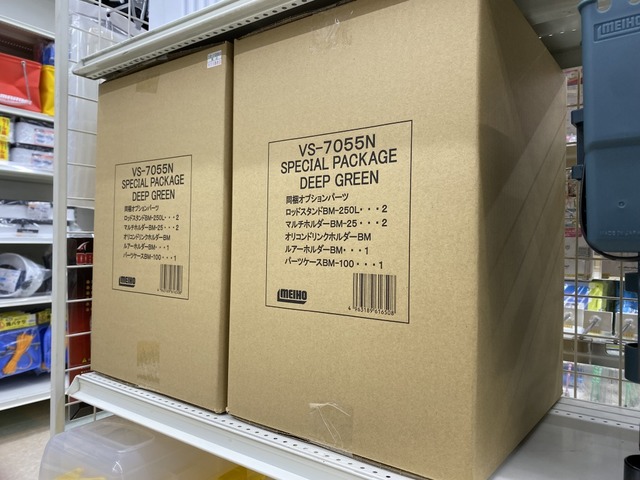 VS-7055N
SPECIAL PACKAGE
DEEP GREEN
同梱オプションパーツ
ロッドスタンドBM-250L・・・2
マルチホルダーBM-25・・・2
オリコンドリンクホルダーBM
ルアーホルダーBM・・・1
パーツケースBM-100・・・1
MEIHO
VS-7055N
SPECIAL PACKAGE
DEEP GREEN
同梱オプションパーツ
ロッドスタンドBM-250L・・・2
マルチホルダーBM-25・・・2
オリコンドリンクホルダーBM
ルアーホルダーBM・・・1
パーツケースBM-100・・・1
MEIHO
4 963189 616508
MEIHO